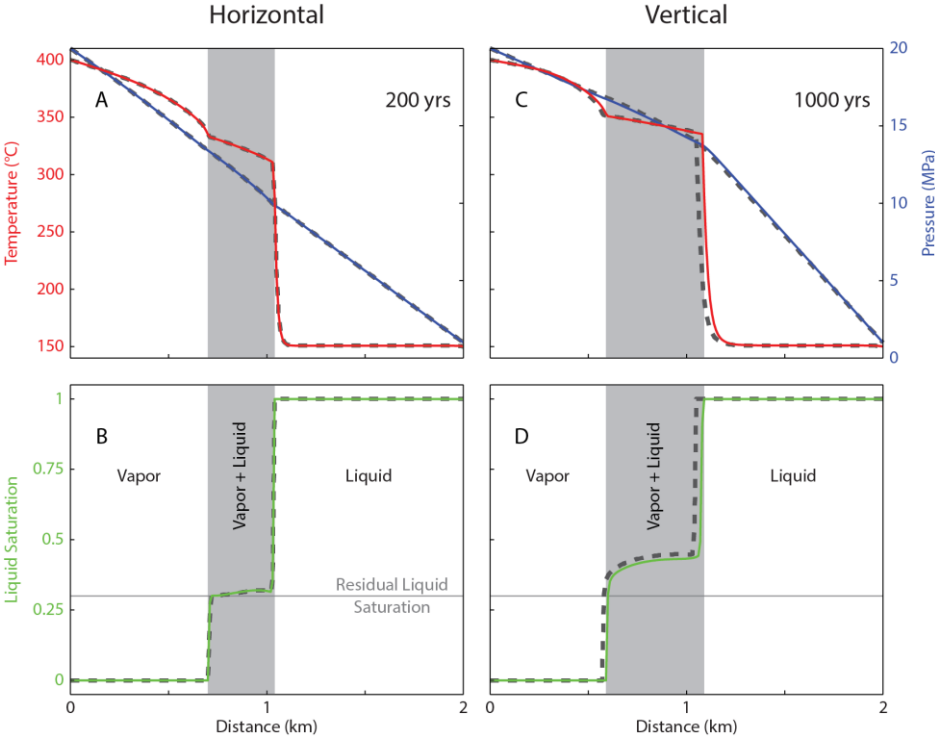 Horizontal
Vertical
400
350
300
250
200
150
Temperature (°C)
A
200 yrs
C
1000 yrs
20
15
10
5
0
Pressure (MPa)
1
0.75
0.5
0.25
0
Liquid Saturation
B
Vapor
Vapor + Liquid
Liquid
Residual Liquid
Saturation
D
Vapor
Vapor + Liquid
Liquid
0
1
2
Distance (km)
0
1
2
Distance (km)